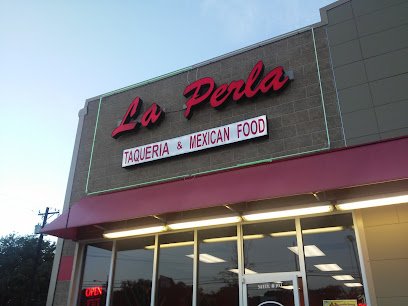 La Perla
TAQUERIA & MEXICAN FOOD
OPEN